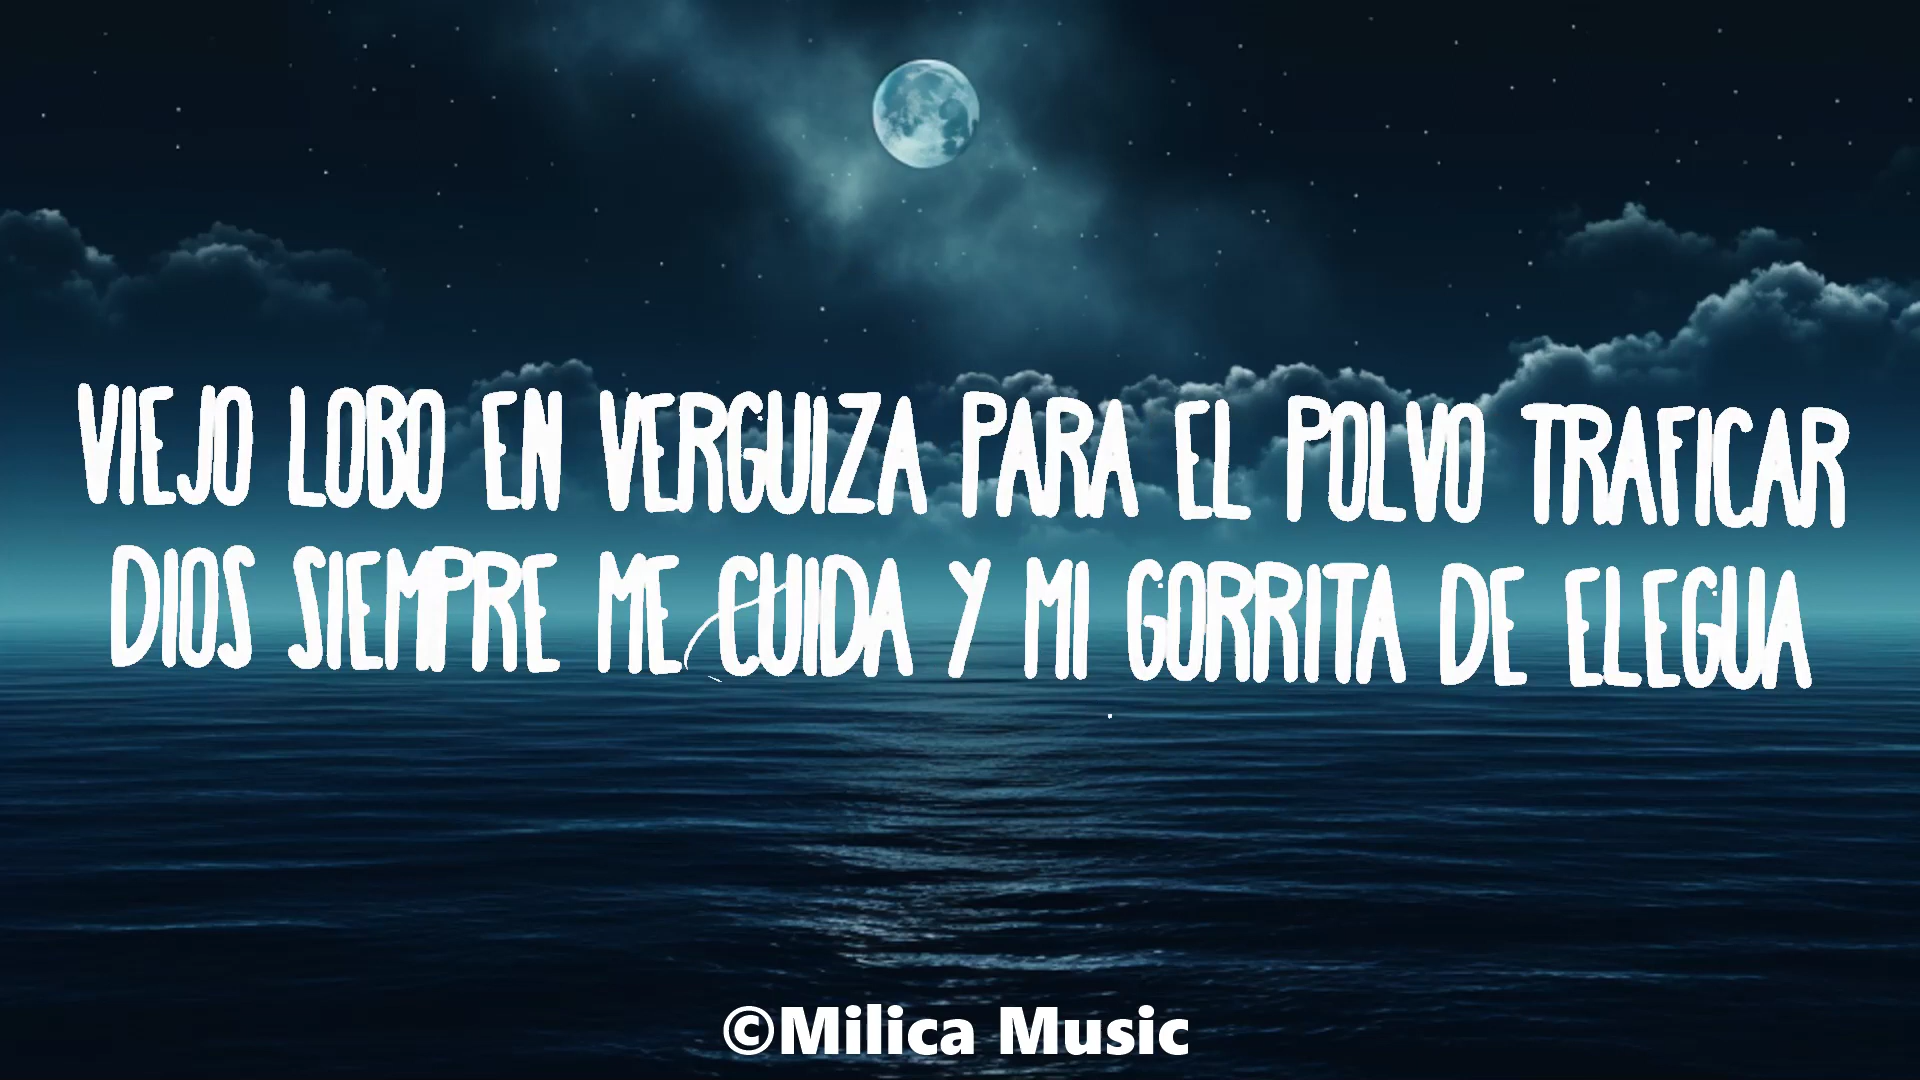 VIEJO LOBO EN VERGUIZA PARA EL POLVO TRAFICAR
DIOS SIEMPRE ME CUIDA Y MI GORRITA DE ELEGUA
©Milica Music